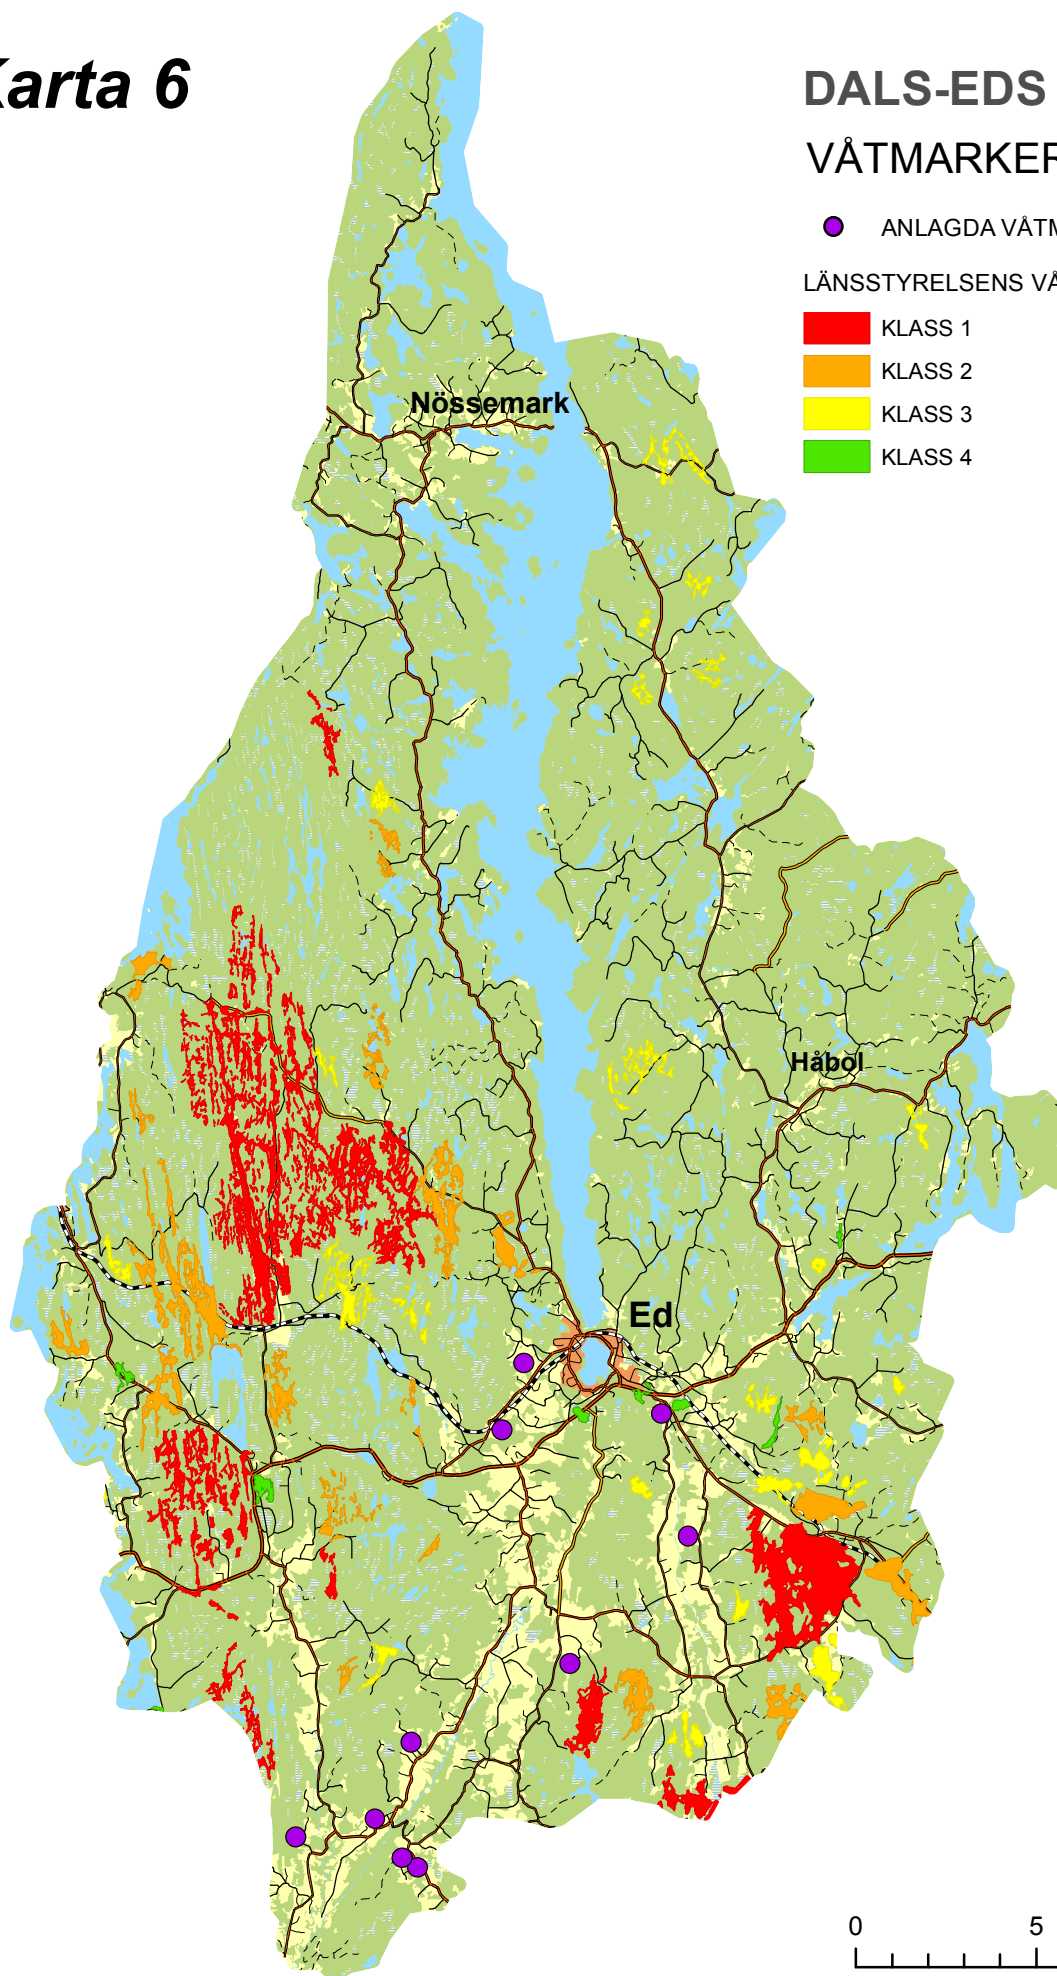 Karta 6
DALS-EDS
VÅTMARKER
ANLAGDA VÅTM
LÄNSSTYRELSENS VÅ
KLASS 1
KLASS 2
KLASS 3
KLASS 4
Nössemark
Håbol
Ed
0 5